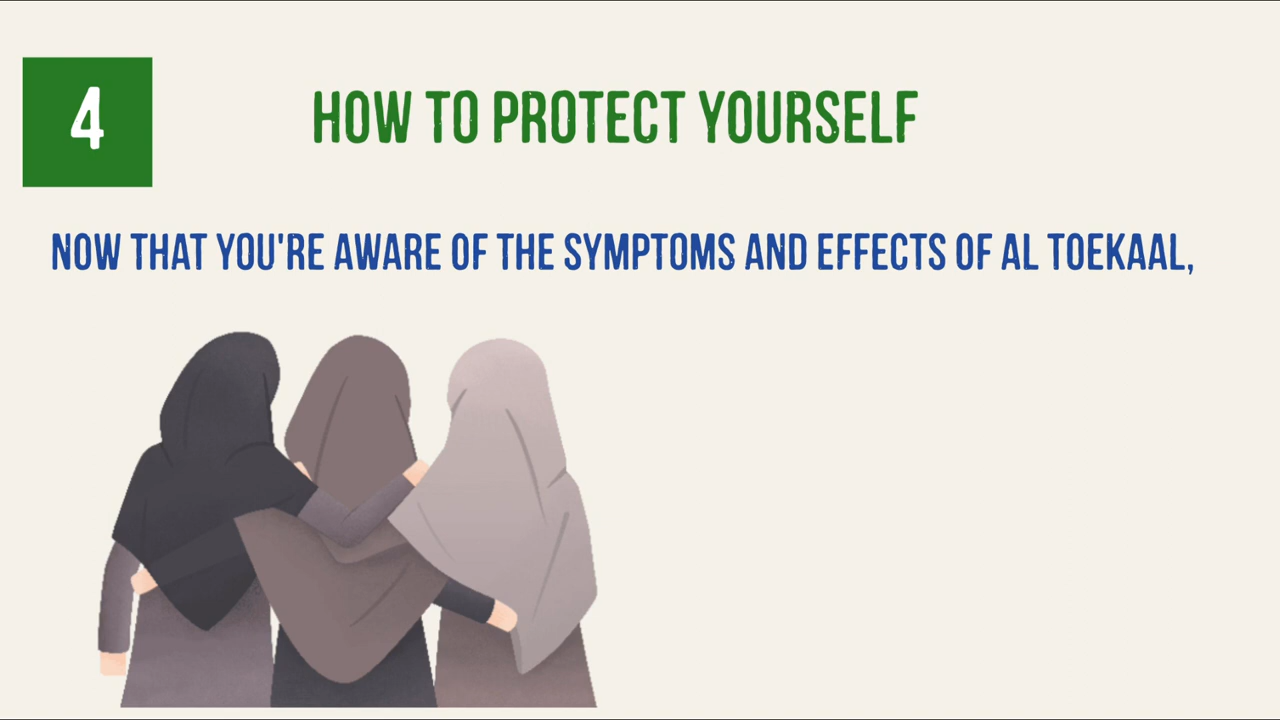 4
HOW TO PROTECT YOURSELF
NOW THAT YOU'RE AWARE OF THE SYMPTOMS AND EFFECTS OF AL TOEKAAL,